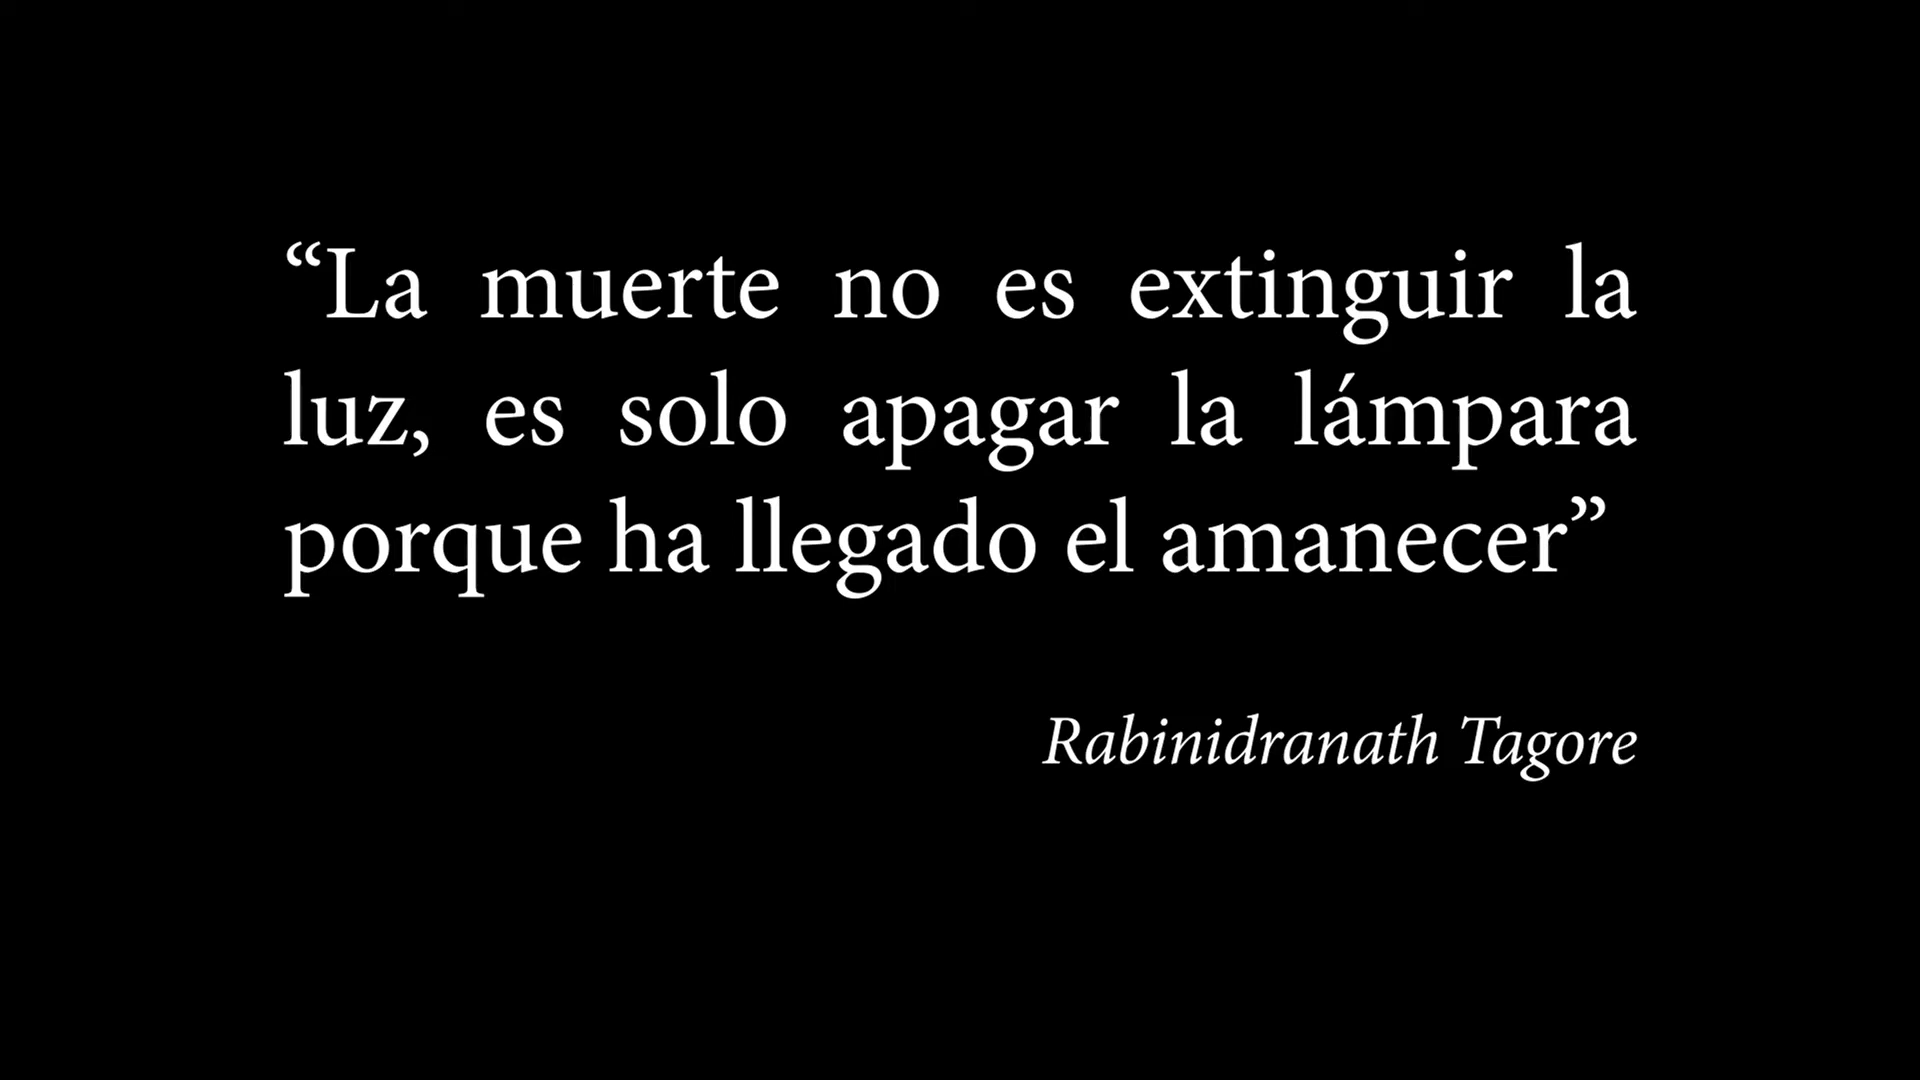 “La muerte no es extinguir la
luz, es solo apagar la lámpara
porque ha llegado el amanecer”
Rabinidranath Tagore